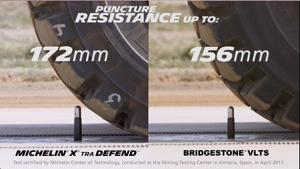 PUNCTURE
RESISTANCE UP TO:
172mm
156mm
MICHELIN X TRA DEFEND
BRIDGESTONE VLTS
Test certified by Michelin Center of Technology, conducted at the Mining Testing Center in Almeria, Spain, in April 2017.